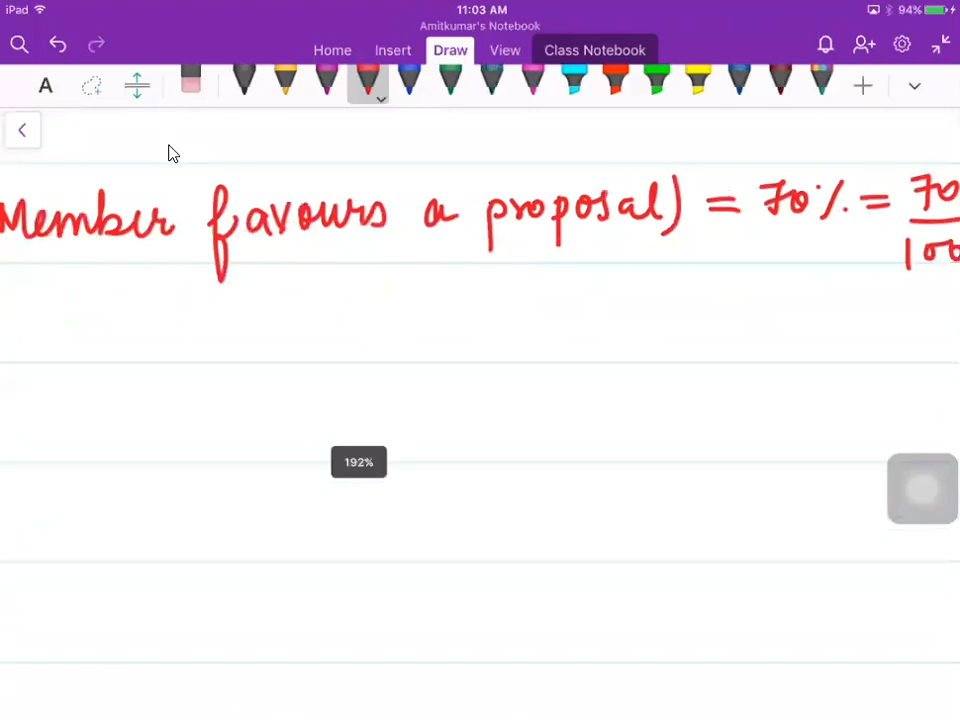 iPad 11:03 AM 94%
Amitkumar's Notebook
Home Insert Draw View Class Notebook
A
Member favours a proposal) = 70% = 70
100
192%